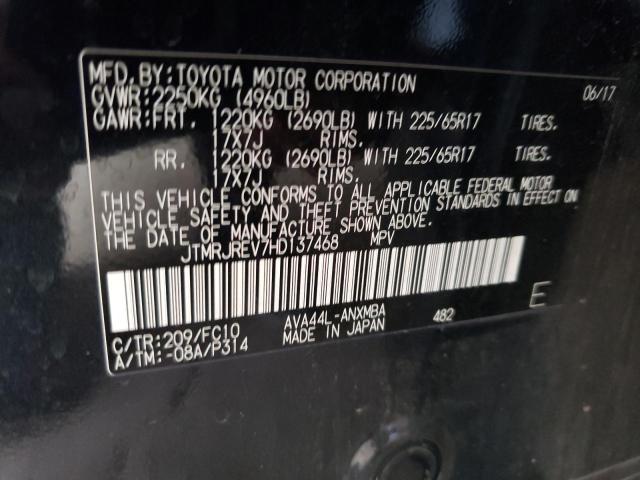 MFD. BY: TOYOTA MOTOR CORPORATION 06/17
GVWR: 2250KG (4960LB)
GAWR: FRT. 1220KG (2690LB) WITH 225/65R17 TIRES.
17X7J RIMS.
RR. 1220KG (2690LB) WITH 225/65R17 TIRES.
17X7J RIMS.
THIS VEHICLE CONFORMS TO ALL APPLICABLE FEDERAL MOTOR
VEHICLE SAFETY AND THEFT PREVENTION STANDARDS IN EFFECT ON
THE DATE OF MANUFACTURE SHOWN ABOVE.
JTMRJREV7HD137468 MPV
E
C/TR: 209/FC10 AVA44L-ANXMBA 482
A/TM: -08A/P314 MADE IN JAPAN